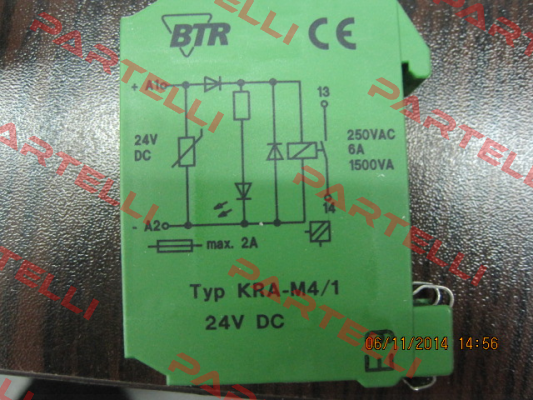 BTR CE
+ A1 13
24V DC
250VAC
6A
1500VA
14
- A2
max. 2A
Typ KRA-M4/1
24V DC
06/11/2014 14:56
PARTELLI
PARTELLI
PARTELLI
PARTELLI
PARTELLI
PARTELLI